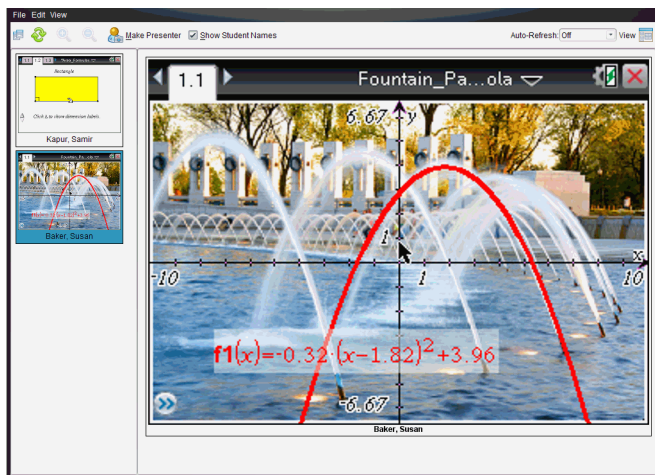 File Edit View
Make Presenter Show Student Names Auto-Refresh: Off View
Rectangle
Kapur, Samir
Baker, Susan
1.1 Fountain_Pa…ola
6.67 y
1
x
-10 1 10
f1(x)=-0.32·(x-1.82)²+3.96
-6.67
Baker, Susan